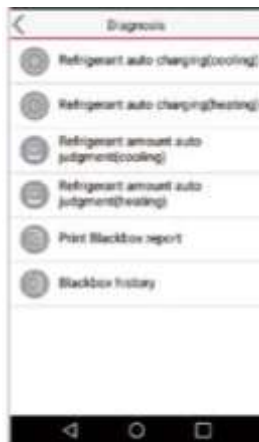 Diagnosis
Refrigerant auto charging(cooling)
Refrigerant auto charging(heating)
Refrigerant amount auto
judgment(cooling)
Refrigerant amount auto
judgment(heating)
Print Blackbox report
Blackbox history